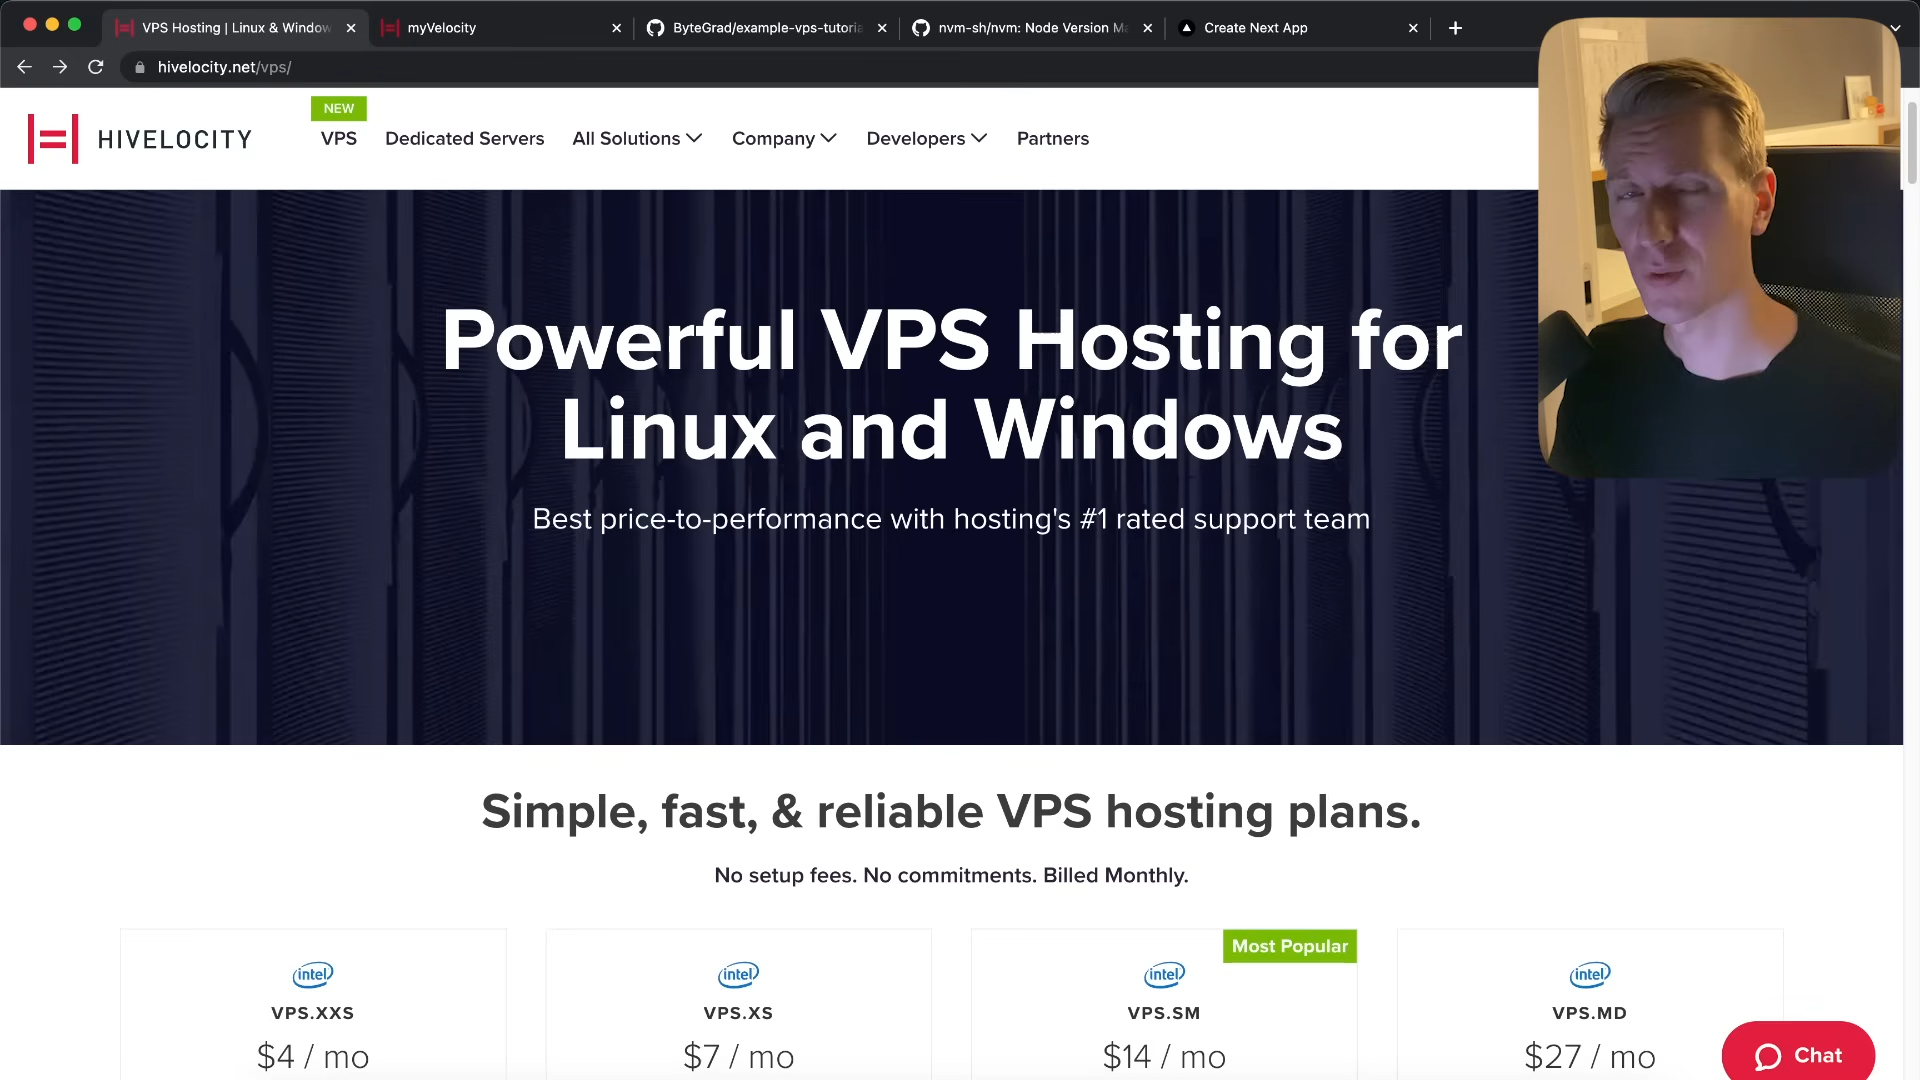 VPS Hosting | Linux & Window
myVelocity
ByteGrad/example-vps-tutoria
nvm-sh/nvm: Node Version Ma
Create Next App
hivelocity.net/vps/
HIVELOCITY
NEW
VPS
Dedicated Servers
All Solutions
Company
Developers
Partners
Powerful VPS Hosting for
Linux and Windows
Best price-to-performance with hosting's #1 rated support team
Simple, fast, & reliable VPS hosting plans.
No setup fees. No commitments. Billed Monthly.
intel
VPS.XXS
$4 / mo
intel
VPS.XS
$7 / mo
Most Popular
intel
VPS.SM
$14 / mo
intel
VPS.MD
$27 / mo
Chat